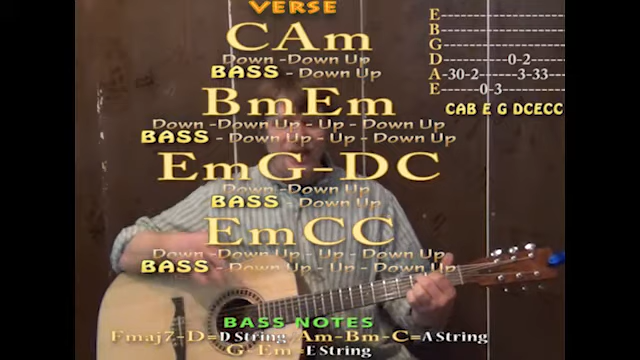 VERSE
CAm
Down -Down Up
BASS - Down Up
BmEm
Down -Down Up - Up - Down Up
BASS - Down Up - Up - Down Up
EmG-DC
Down -Down Up
BASS - Down Up
EmCC
Down -Down Up - Up - Down Up
BASS - Down Up - Up - Down Up
E-----------------
B-----------------
G-----------------
D---------0-2-----
A-30-2------3-33---
E-----0-3---------
CAB E G DCECC
BASS NOTES
Fmaj7-D=D String Am-Bm-C=A String
G Em=E String